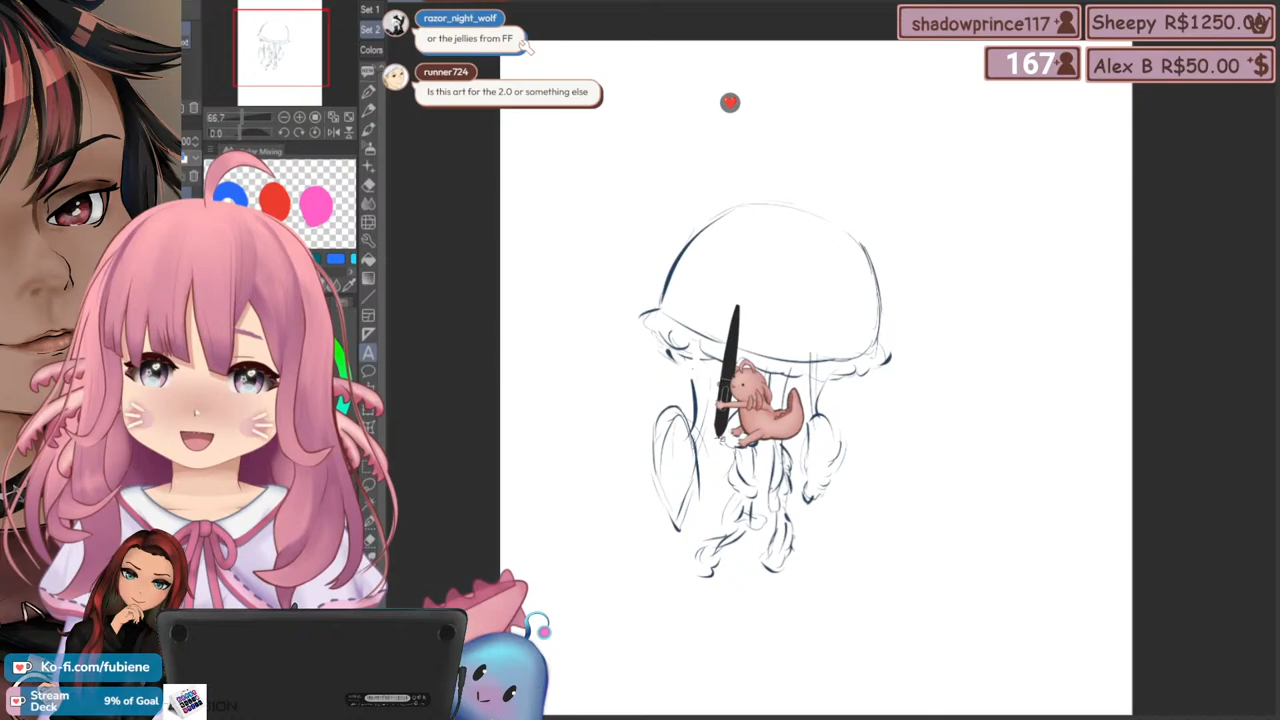 Set 1
Set 2
Colors
razor_night_wolf
or the jellies from FF
runner724
Is this art for the 2.0 or something else
shadowprince117
Sheepy R$1250.00
167
Alex B R$50.00
66.7
0.0
Color Mixing
A
Ko-fi.com/fubiene
Stream
Deck
9% of Goal